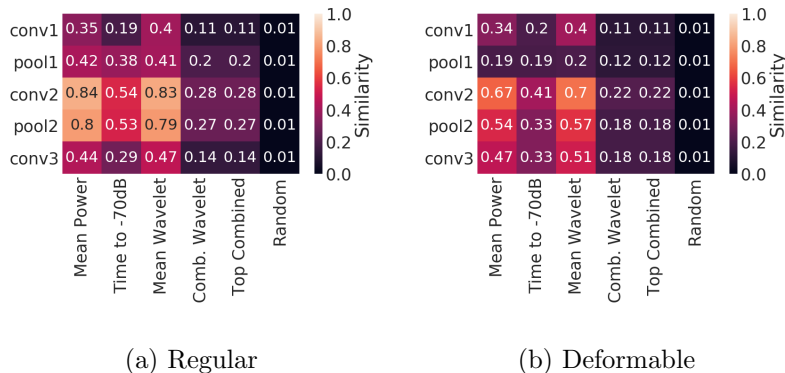 conv1 0.35 0.19 0.4 0.11 0.11 0.01
pool1 0.42 0.38 0.41 0.2 0.2 0.01
conv2 0.84 0.54 0.83 0.28 0.28 0.01
pool2 0.8 0.53 0.79 0.27 0.27 0.01
conv3 0.44 0.29 0.47 0.14 0.14 0.01
Mean Power
Time to -70dB
Mean Wavelet
Comb. Wavelet
Top Combined
Random
1.0
0.8
0.6
0.4
0.2
0.0
Similarity
(a) Regular
conv1 0.34 0.2 0.4 0.11 0.11 0.01
pool1 0.19 0.19 0.2 0.12 0.12 0.01
conv2 0.67 0.41 0.7 0.22 0.22 0.01
pool2 0.54 0.33 0.57 0.18 0.18 0.01
conv3 0.47 0.33 0.51 0.18 0.18 0.01
Mean Power
Time to -70dB
Mean Wavelet
Comb. Wavelet
Top Combined
Random
1.0
0.8
0.6
0.4
0.2
0.0
Similarity
(b) Deformable